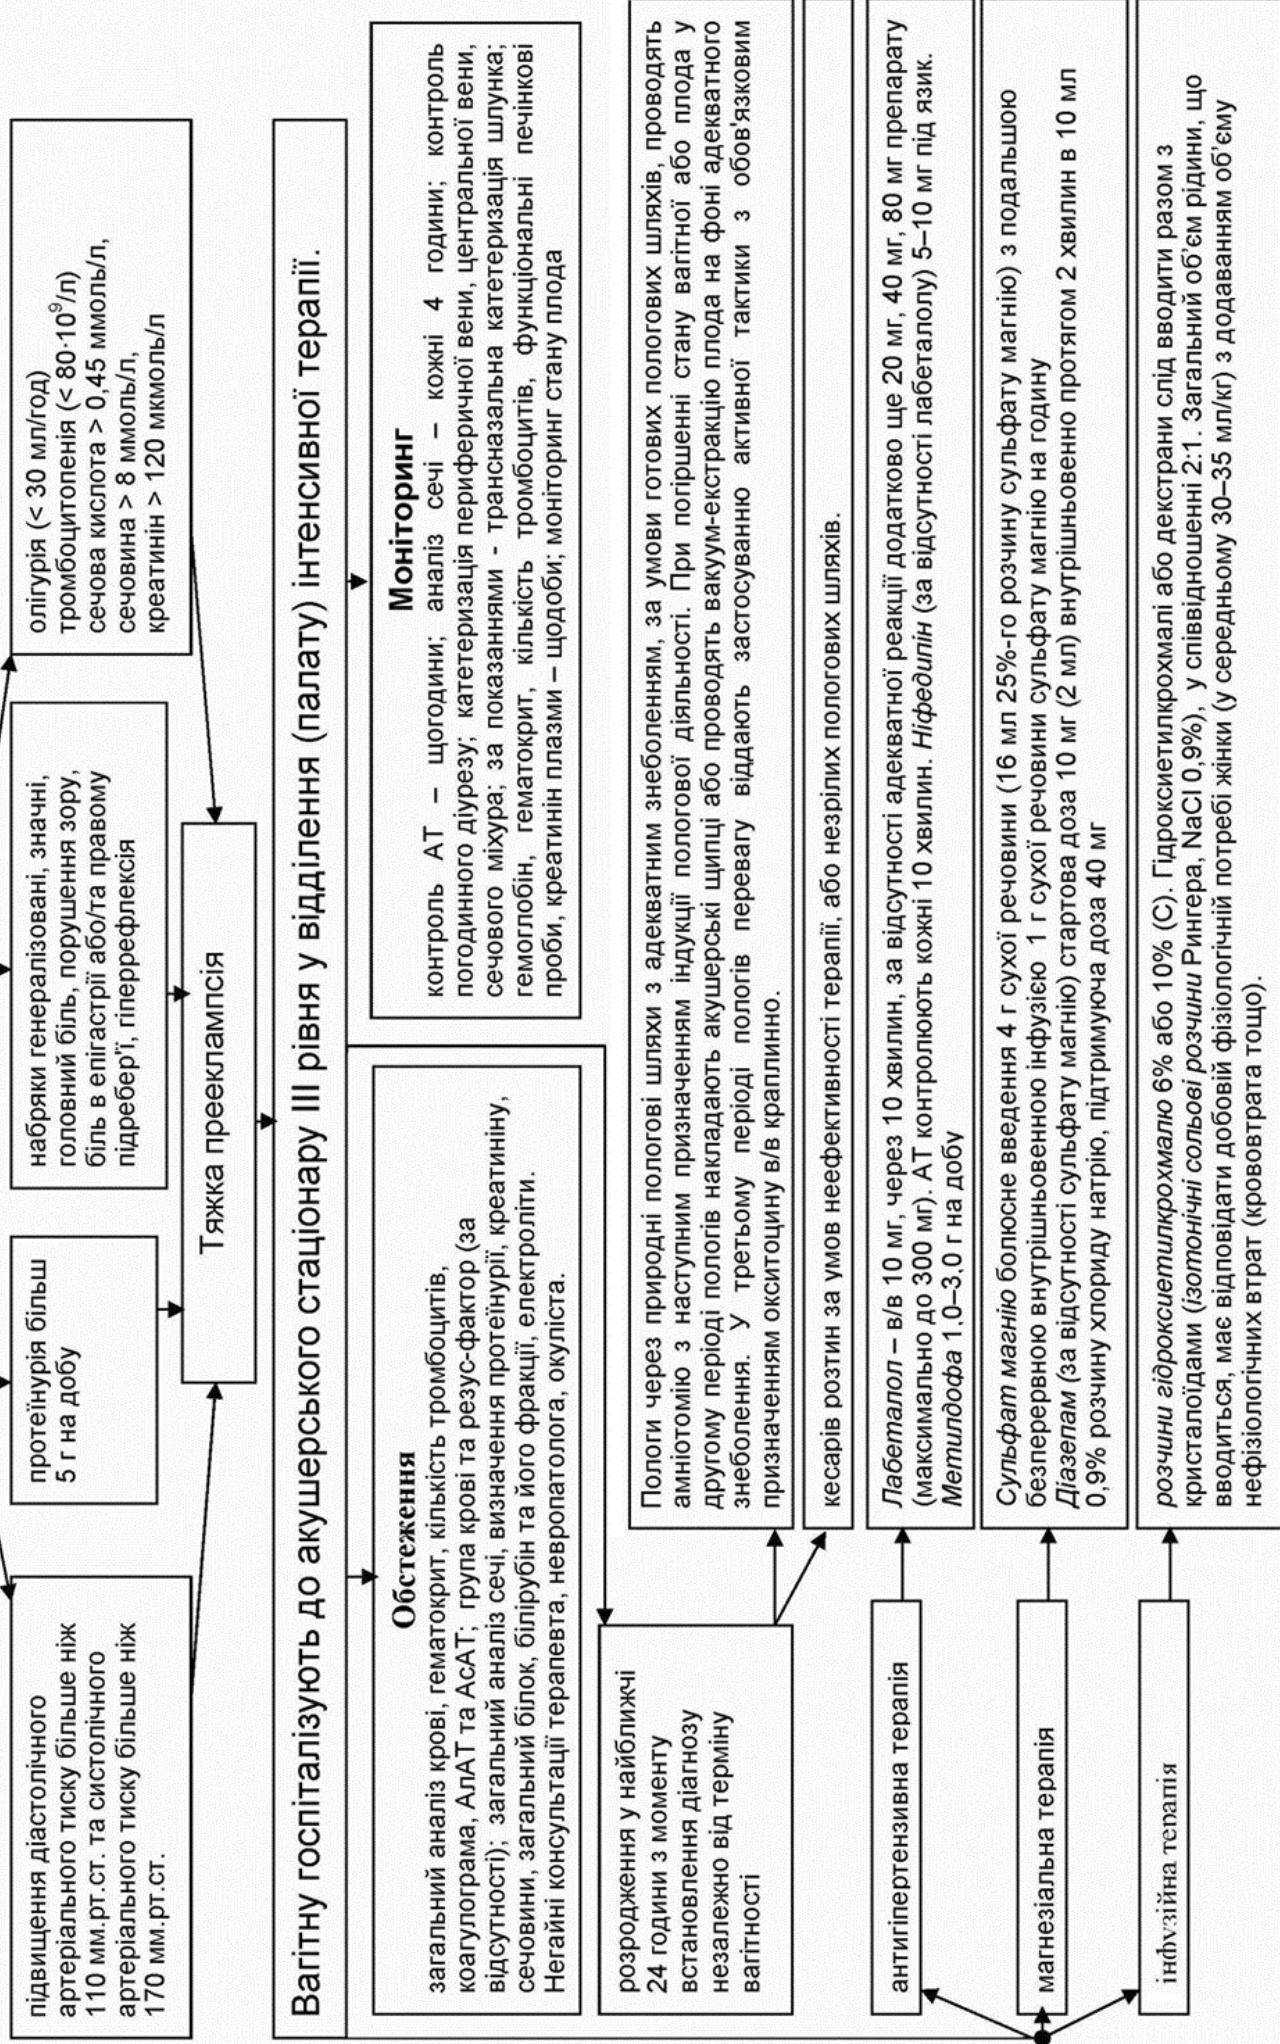 підвищення діастолічного
артеріального тиску більше ніж
110 мм.рт.ст. та систолічного
артеріального тиску більше ніж
170 мм.рт.ст.
протеїнурія більш
5 г на добу
набряки генералізовані, значні,
головний біль, порушення зору,
біль в епігастрії або/та правому
підребер'ї, гіперрефлексія
олігурія (< 30 мл/год)
тромбоцитопенія (< 80·10⁹/л)
сечова кислота > 0,45 ммоль/л,
сечовина > 8 ммоль/л,
креатинін > 120 мкмоль/л
Тяжка прееклампсія
Вагітну госпіталізують до акушерського стаціонару III рівня у відділення (палату) інтенсивної терапії.
Обстеження
загальний аналіз крові, гематокрит, кількість тромбоцитів,
коагулограма, АлАТ та АсАТ; група крові та резус-фактор (за
відсутності); загальний аналіз сечі, визначення протеїнурії, креатиніну,
сечовини, загальний білок, білірубін та його фракції, електроліти.
Негайні консультації терапевта, невропатолога, окуліста.
Моніторинг
контроль АТ – щогодини; аналіз сечі – кожні 4 години; контроль
погодинного діурезу; катетеризація периферичної вени, центральної вени,
сечового міхура; за показаннями - трансназальна катетеризація шлунка;
гемоглобін, гематокрит, кількість тромбоцитів, функціональні печінкові
проби, креатинін плазми – щодоби; моніторинг стану плода
розродження у найближчі
24 години з моменту
встановлення діагнозу
незалежно від терміну
вагітності
Пологи через природні пологові шляхи з адекватним знеболенням, за умови готових пологових шляхів, проводять
амніотомію з наступним призначенням індукції пологової діяльності. При погіршенні стану вагітної або плода у
другому періоді пологів накладають акушерські щипці або проводять вакуум-екстракцію плода на фоні адекватного
знеболення. У третьому періоді пологів перевагу віддають застосуванню активної тактики з обов'язковим
призначенням окситоцину в/в краплинно.
кесарів розтин за умов неефективності терапії, або незрілих пологових шляхів.
антигіпертензивна терапія
Лабеталол – в/в 10 мг, через 10 хвилин, за відсутності адекватної реакції додатково ще 20 мг, 40 мг, 80 мг препарату
(максимально до 300 мг). АТ контролюють кожні 10 хвилин. Ніфедипін (за відсутності лабеталолу) 5–10 мг під язик.
Метилдофа 1,0–3,0 г на добу
магнезіальна терапія
Сульфат магнію болюсне введення 4 г сухої речовини (16 мл 25%-го розчину сульфату магнію) з подальшою
безперервною внутрішньовенною інфузією 1 г сухої речовини сульфату магнію на годину
Діазепам (за відсутності сульфату магнію) стартова доза 10 мг (2 мл) внутрішньовенно протягом 2 хвилин в 10 мл
0,9% розчину хлориду натрію, підтримуюча доза 40 мг
інфузійна терапія
розчини гідроксиетилкрохмалю 6% або 10% (С). Гідроксиетилкрохмалі або декстрани слід вводити разом з
кристалоїдами (ізотонічні сольові розчини Рингера, NaCl 0,9%), у співвідношенні 2:1. Загальний об'єм рідини, що
вводиться, має відповідати добовій фізіологічній потребі жінки (у середньому 30–35 мл/кг) з додаванням об'єму
нефізіологічних втрат (крововтрата тощо).